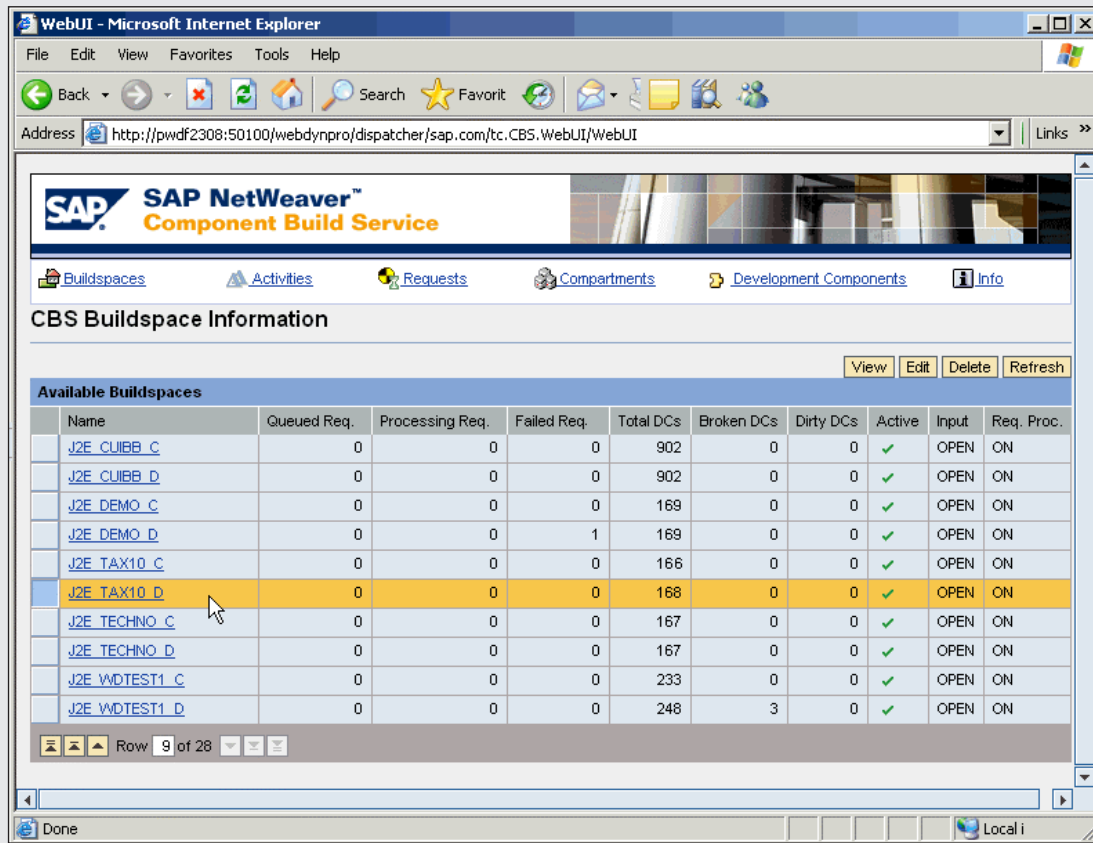 WebUI - Microsoft Internet Explorer
File Edit View Favorites Tools Help
Back Search Favorit
Address http://pwdf2308:50100/webdynpro/dispatcher/sap.com/tc.CBS.WebUI/WebUI Links »
SAP SAP NetWeaver™
Component Build Service
Buildspaces Activities Requests Compartments Development Components Info
CBS Buildspace Information
View Edit Delete Refresh
Available Buildspaces
Name Queued Req. Processing Req. Failed Req. Total DCs Broken DCs Dirty DCs Active Input Req. Proc.
J2E_CUIBB_C 0 0 0 902 0 0 ✓ OPEN ON
J2E_CUIBB_D 0 0 0 902 0 0 ✓ OPEN ON
J2E_DEMO_C 0 0 0 169 0 0 ✓ OPEN ON
J2E_DEMO_D 0 0 1 169 0 0 ✓ OPEN ON
J2E_TAX10_C 0 0 0 166 0 0 ✓ OPEN ON
J2E_TAX10_D 0 0 0 168 0 0 ✓ OPEN ON
J2E_TECHNO_C 0 0 0 167 0 0 ✓ OPEN ON
J2E_TECHNO_D 0 0 0 167 0 0 ✓ OPEN ON
J2E_WDTEST1_C 0 0 0 233 0 0 ✓ OPEN ON
J2E_WDTEST1_D 0 0 0 248 3 0 ✓ OPEN ON
Row 9 of 28
Done Local i